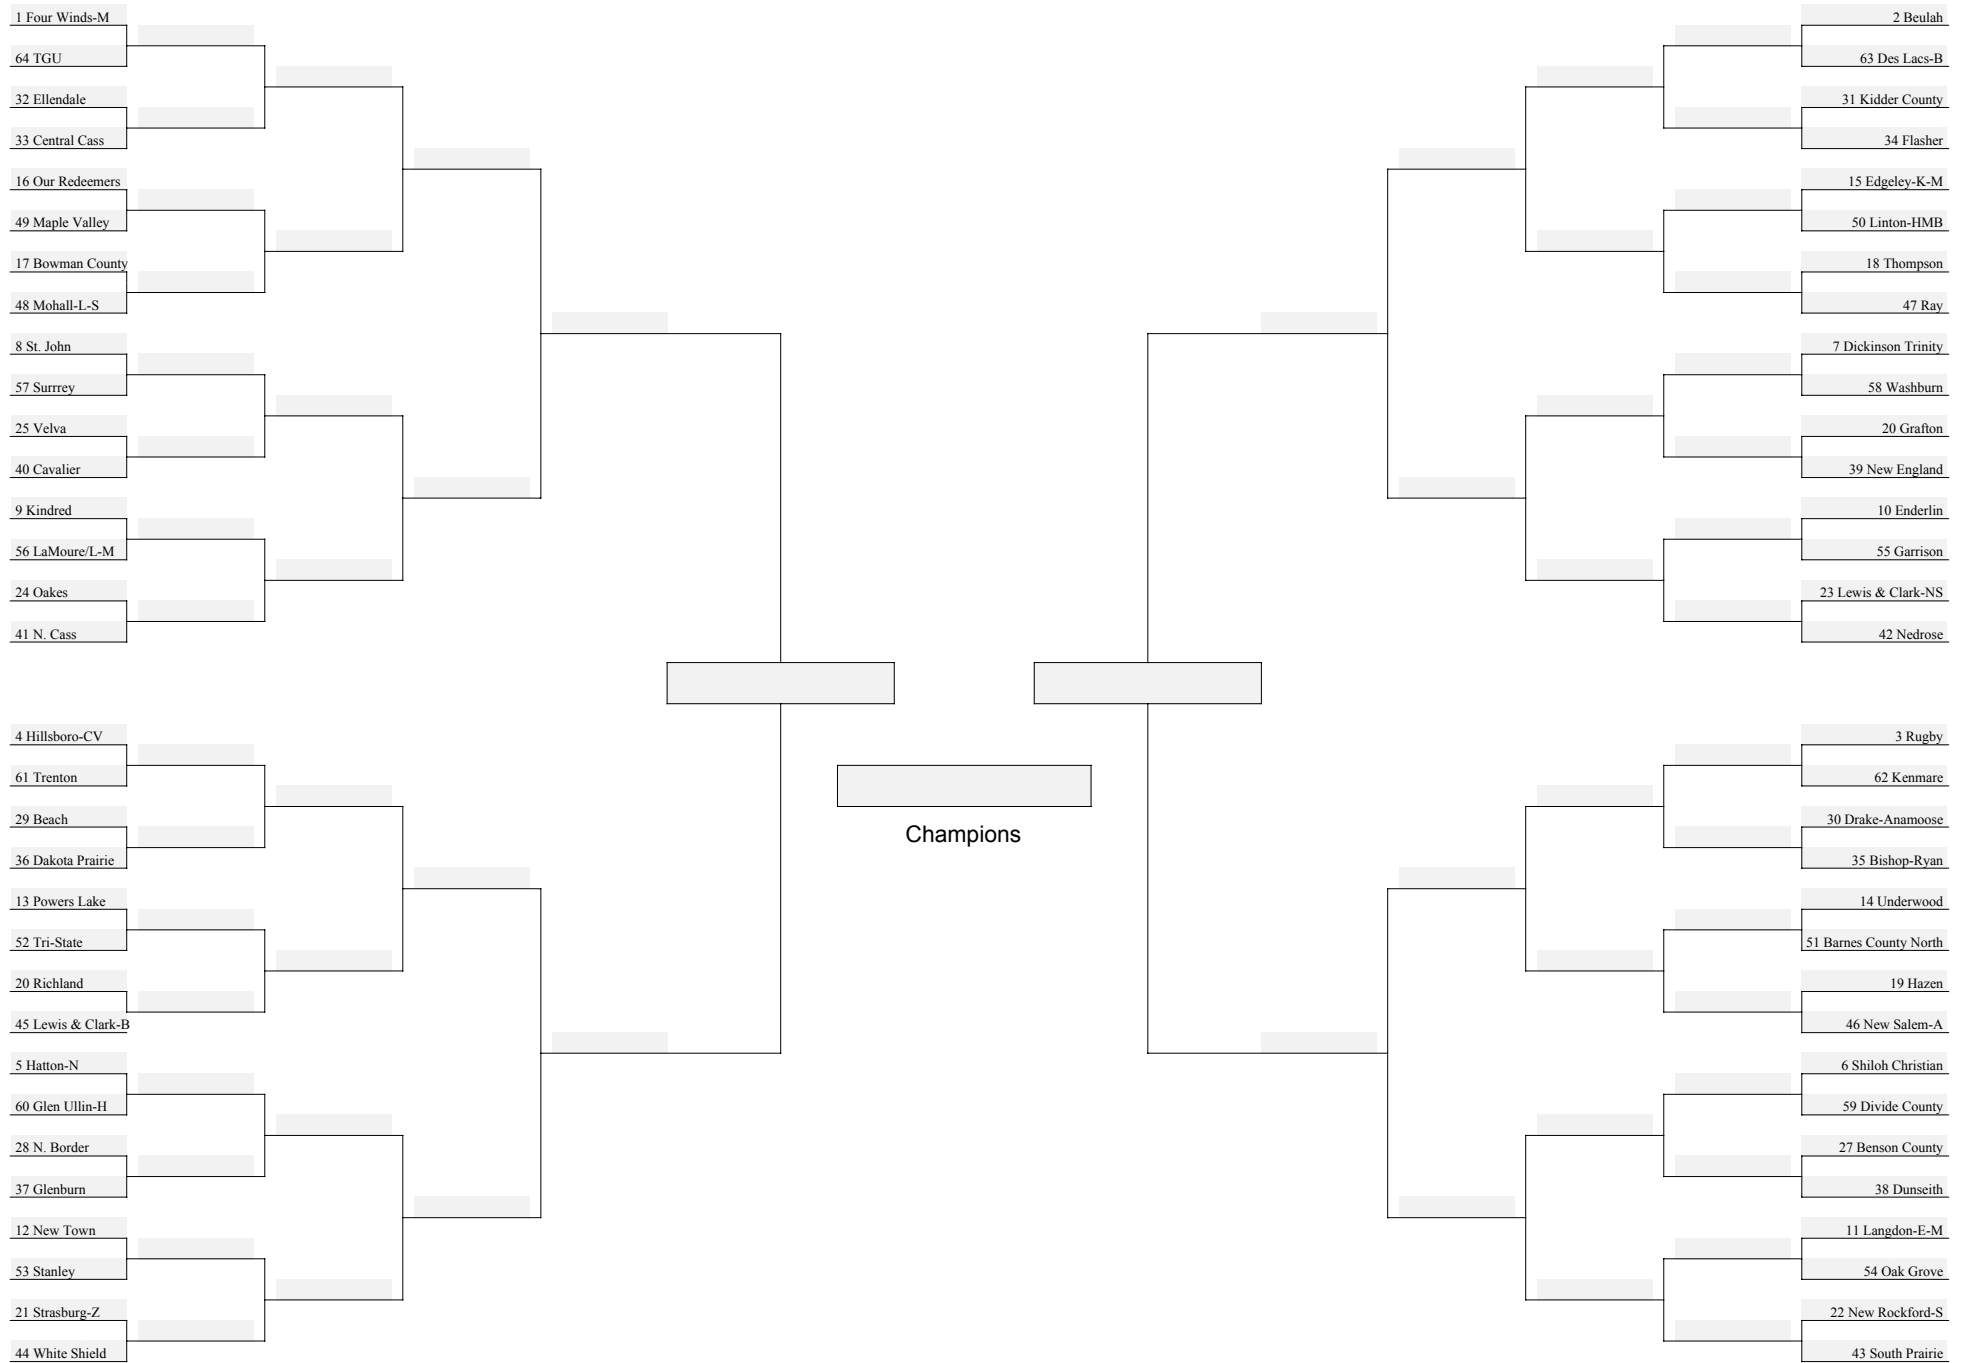 1 Four Winds-M
64 TGU
32 Ellendale
33 Central Cass
16 Our Redeemers
49 Maple Valley
17 Bowman County
48 Mohall-L-S
8 St. John
57 Surrrey
25 Velva
40 Cavalier
9 Kindred
56 LaMoure/L-M
24 Oakes
41 N. Cass
4 Hillsboro-CV
61 Trenton
29 Beach
36 Dakota Prairie
13 Powers Lake
52 Tri-State
20 Richland
45 Lewis & Clark-B
5 Hatton-N
60 Glen Ullin-H
28 N. Border
37 Glenburn
12 New Town
53 Stanley
21 Strasburg-Z
44 White Shield
Champions
2 Beulah
63 Des Lacs-B
31 Kidder County
34 Flasher
15 Edgeley-K-M
50 Linton-HMB
18 Thompson
47 Ray
7 Dickinson Trinity
58 Washburn
20 Grafton
39 New England
10 Enderlin
55 Garrison
23 Lewis & Clark-NS
42 Nedrose
3 Rugby
62 Kenmare
30 Drake-Anamoose
35 Bishop-Ryan
14 Underwood
51 Barnes County North
19 Hazen
46 New Salem-A
6 Shiloh Christian
59 Divide County
27 Benson County
38 Dunseith
11 Langdon-E-M
54 Oak Grove
22 New Rockford-S
43 South Prairie